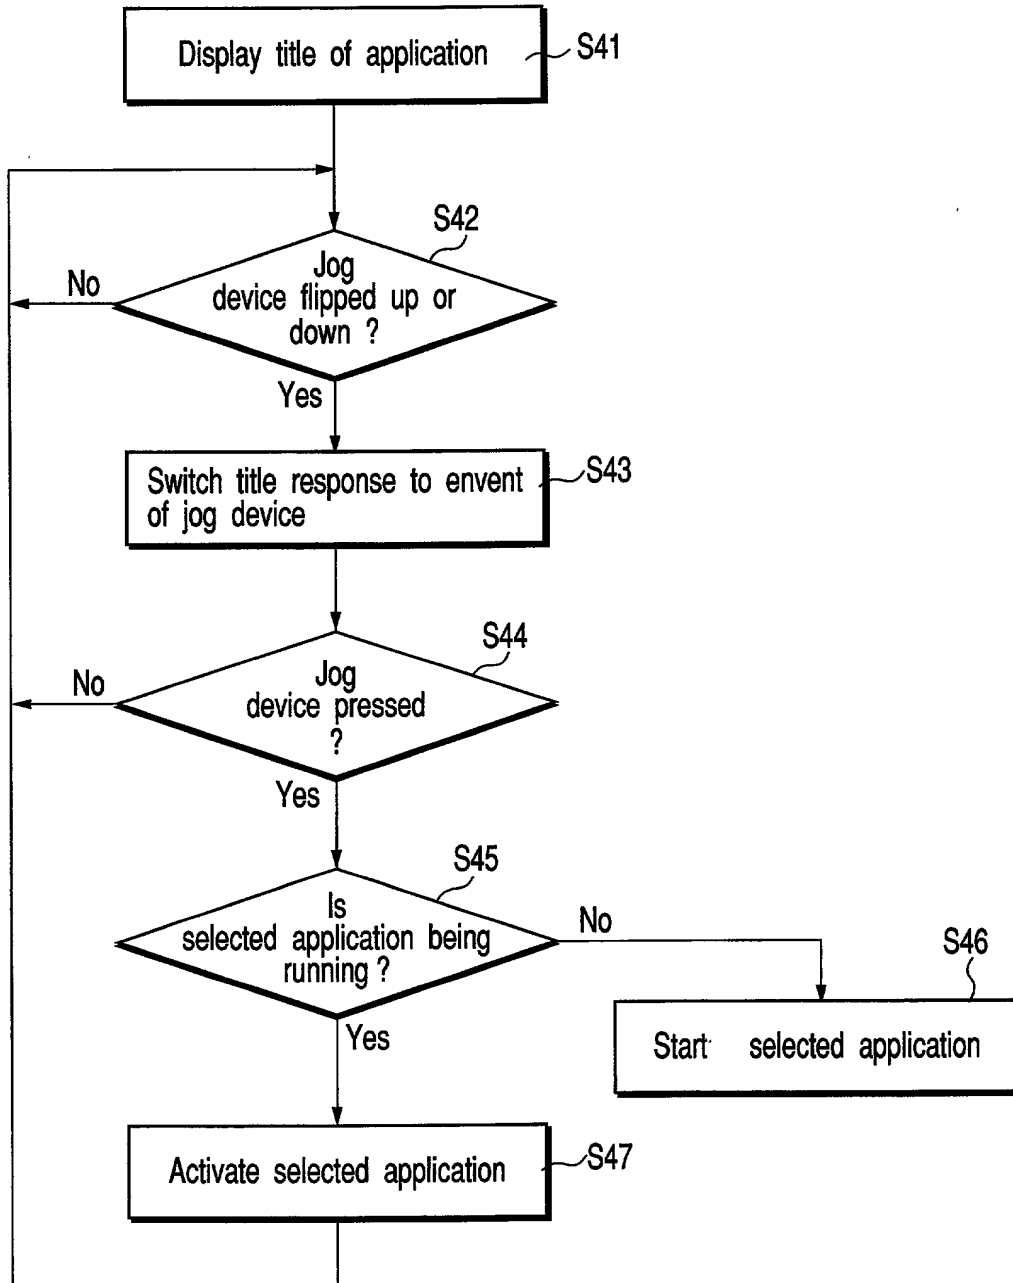 Display title of application
S41
S42
Jog
device flipped up or
down ?
No
Yes
Switch title response to envent
of jog device
S43
S44
Jog
device pressed
?
No
Yes
S45
Is
selected application being
running ?
No
S46
Start selected application
Yes
Activate selected application
S47